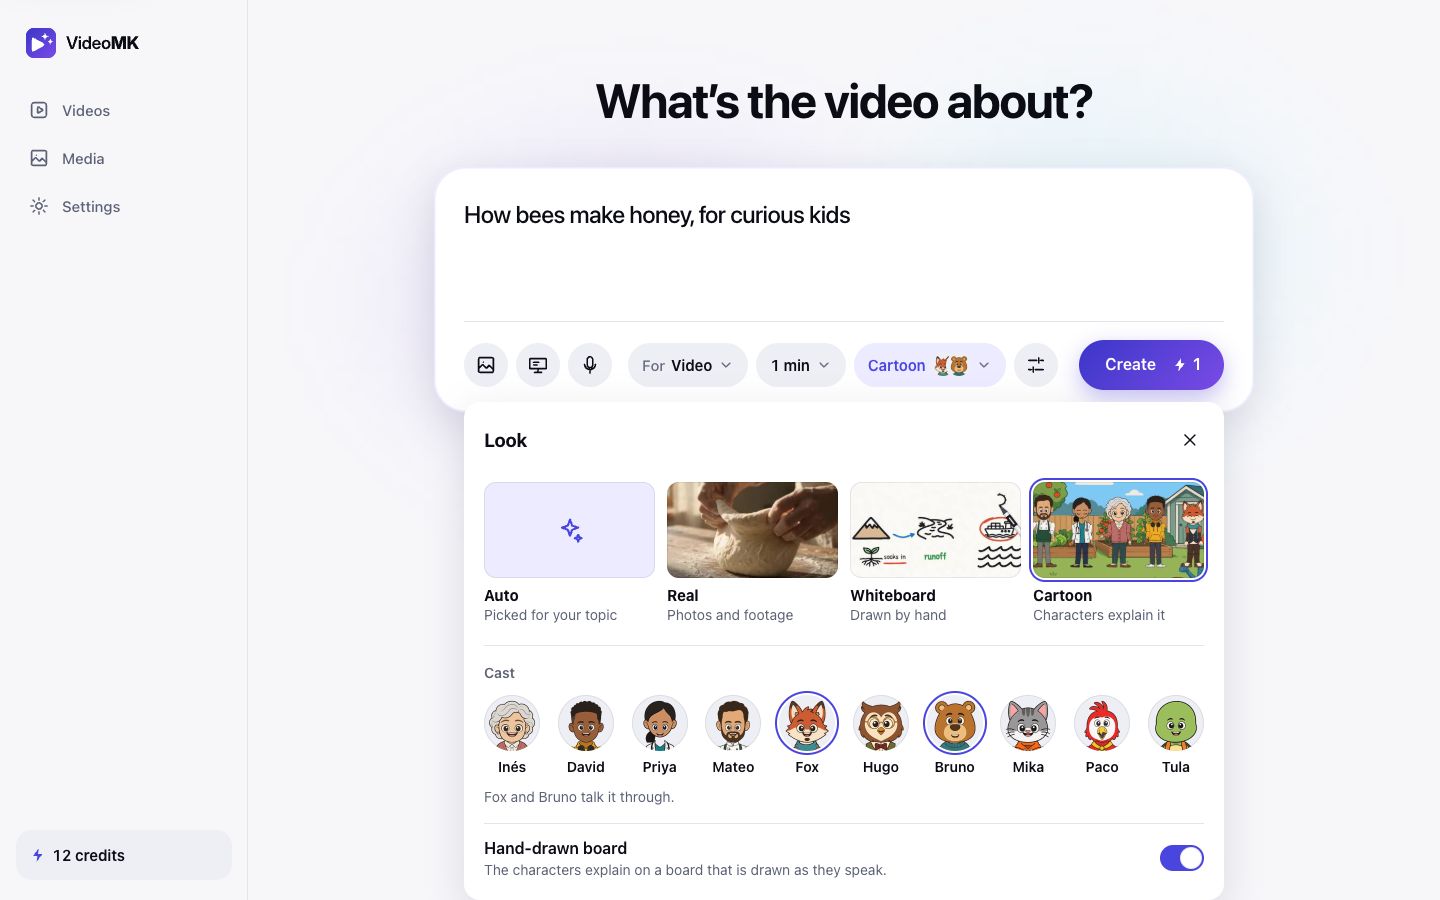 VideoMK
Videos
Media
Settings
12 credits
What's the video about?
How bees make honey, for curious kids
For Video
1 min
Cartoon
Create 1
Look
soaks in
runoff
Auto
Picked for your topic
Real
Photos and footage
Whiteboard
Drawn by hand
Cartoon
Characters explain it
Cast
Inés
David
Priya
Mateo
Fox
Hugo
Bruno
Mika
Paco
Tula
Fox and Bruno talk it through.
Hand-drawn board
The characters explain on a board that is drawn as they speak.